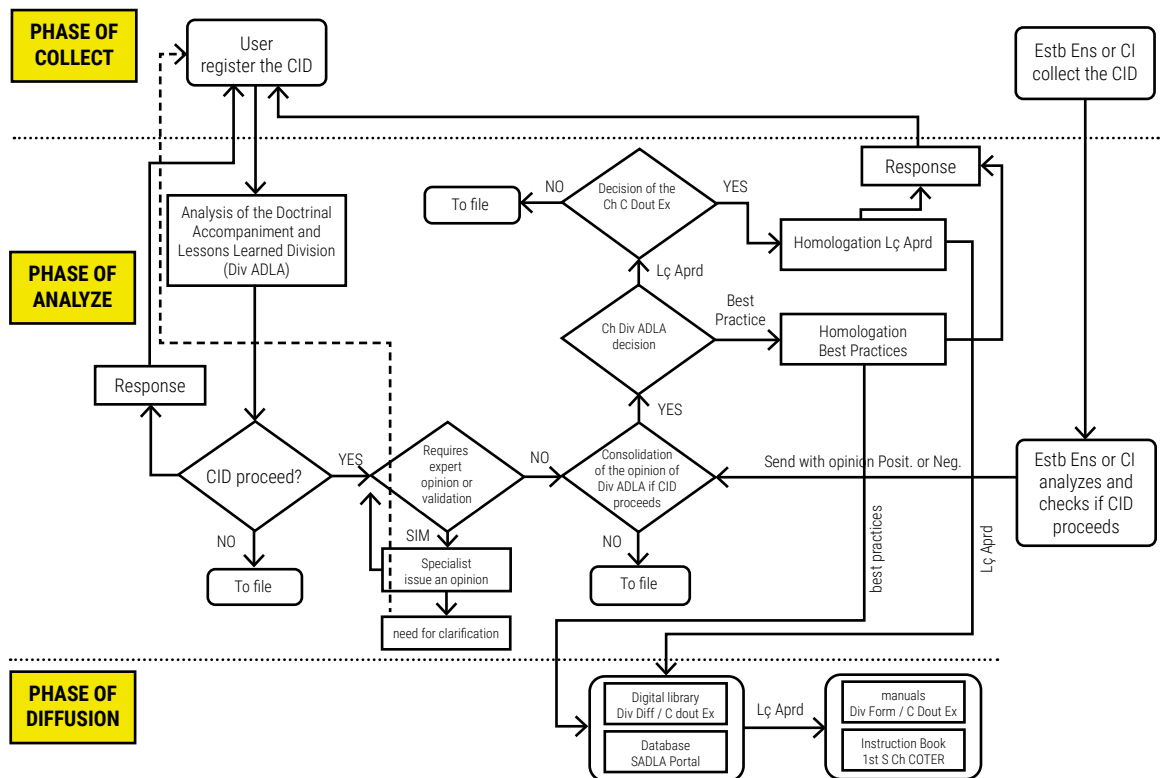 PHASE OF
COLLECT
User
register the CID
Estb Ens or CI
collect the CID
PHASE OF
ANALYZE
Analysis of the Doctrinal
Accompaniment and
Lessons Learned Division
(Div ADLA)
Response
CID proceed?
YES
NO
To file
Requires
expert
opinion or
validation
NO
SIM
Specialist
issue an opinion
need for clarification
To file
NO
Decision of the
Ch C Dout Ex
YES
Lç Aprd
Ch Div ADLA
decision
Best
Practice
YES
Consolidation
of the opinion of
Div ADLA if CID
proceeds
NO
To file
Response
Homologation Lç Aprd
Homologation
Best Practices
Send with opinion Posit. or Neg.
Estb Ens or CI
analyzes and
checks if CID
proceeds
best practices
Lç Aprd
PHASE OF
DIFFUSION
Digital library
Div Diff / C dout Ex
Database
SADLA Portal
Lç Aprd
manuals
Div Form / C Dout Ex
Instruction Book
1st S Ch COTER